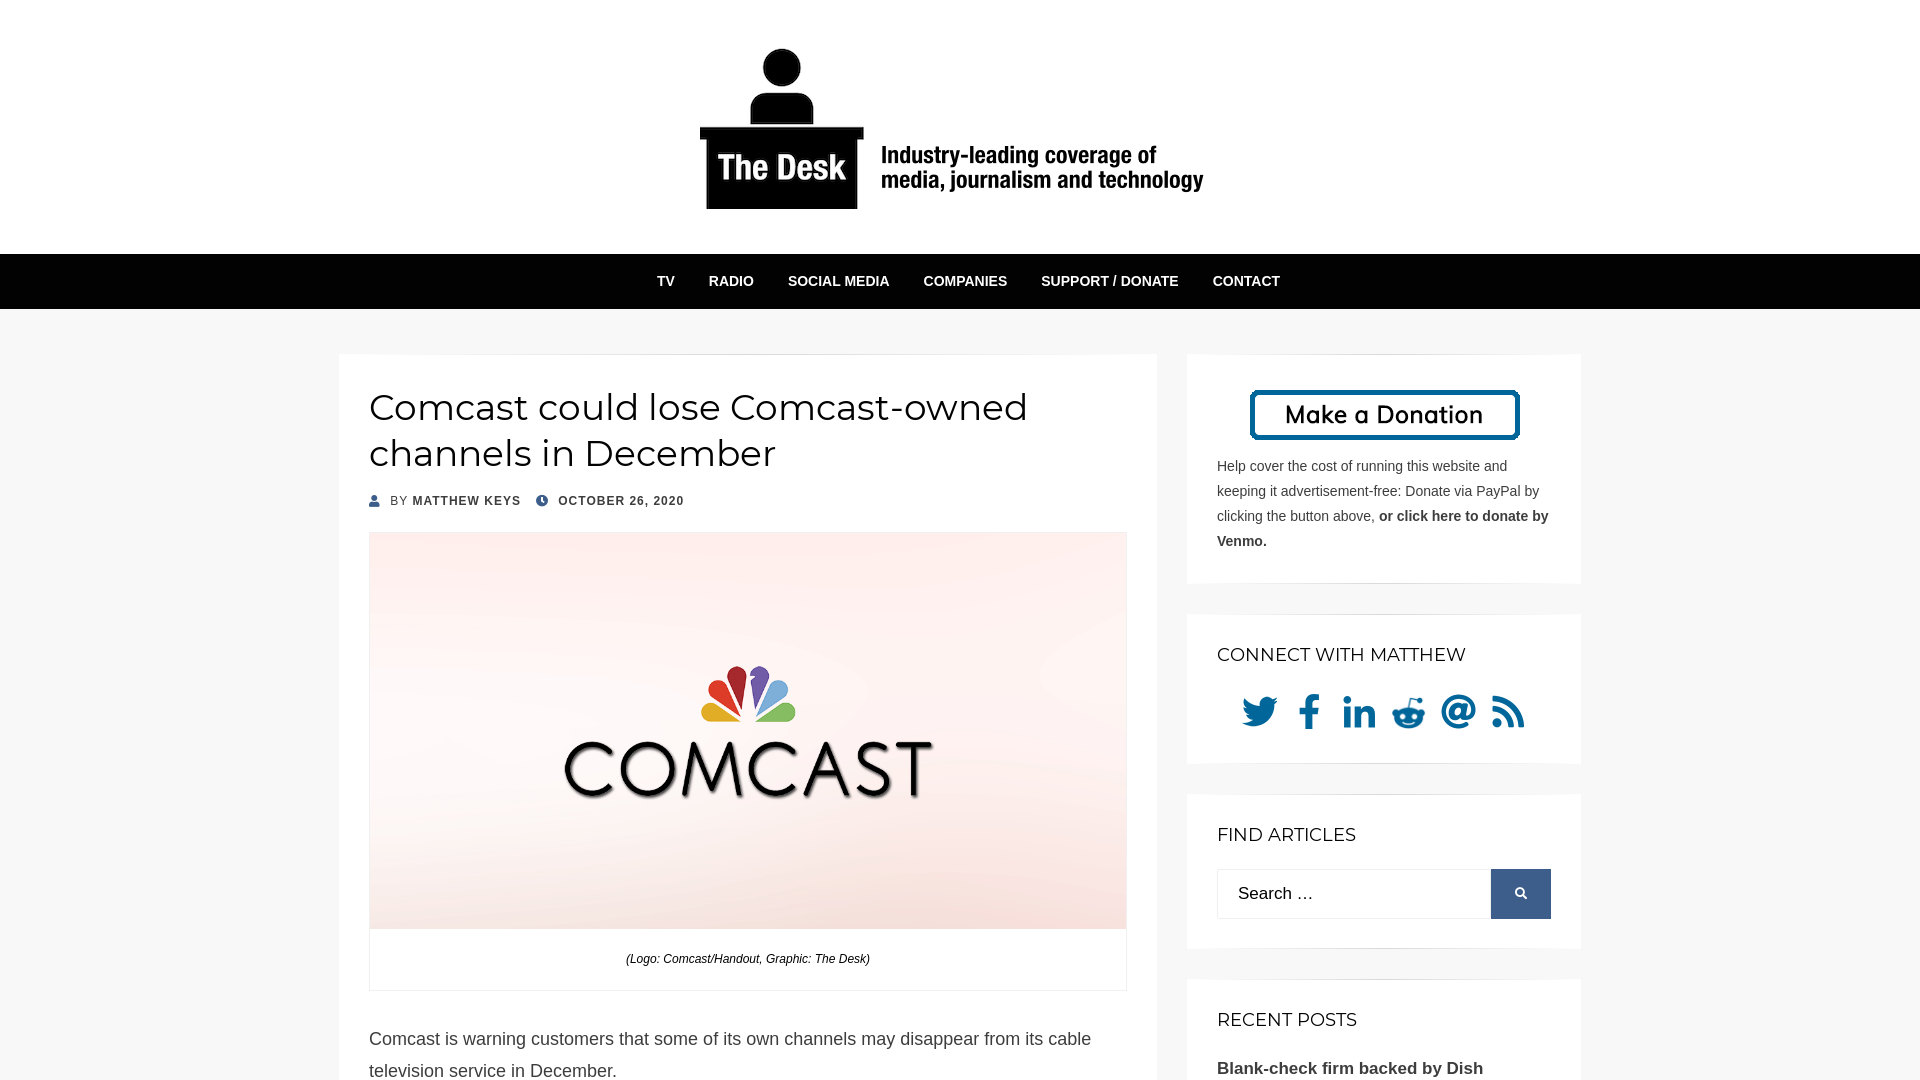 The Desk
Industry-leading coverage of
media, journalism and technology
TV RADIO SOCIAL MEDIA COMPANIES SUPPORT / DONATE CONTACT
Comcast could lose Comcast-owned
channels in December
BY MATTHEW KEYS OCTOBER 26, 2020
COMCAST
(Logo: Comcast/Handout, Graphic: The Desk)
Comcast is warning customers that some of its own channels may disappear from its cable
television service in December.
Make a Donation
Help cover the cost of running this website and
keeping it advertisement-free: Donate via PayPal by
clicking the button above, or click here to donate by
Venmo.
CONNECT WITH MATTHEW
FIND ARTICLES
Search …
RECENT POSTS
Blank-check firm backed by Dish